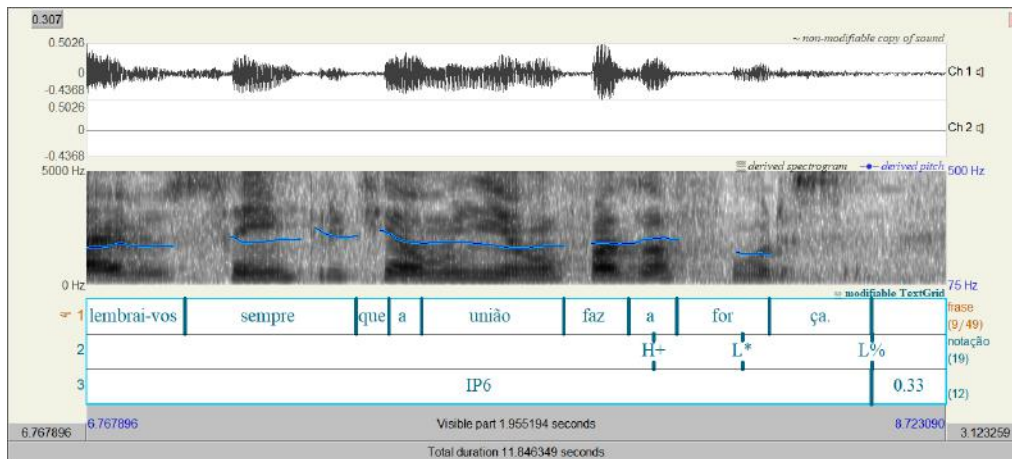 0.307
~ non-modifiable copy of sound
0.5026
0
-0.4368
Ch 1
0.5026
0
-0.4368
Ch 2
derived spectrogram derived pitch
5000 Hz 500 Hz
0 Hz 75 Hz
modifiable TextGrid
1 lembrai-vos sempre que a união faz a for ça. frase (9/49)
2 H+ L* L% notação (19)
3 IP6 0.33 (12)
6.767896 6.767896 Visible part 1.955194 seconds 8.723090 3.123259
Total duration 11.846349 seconds